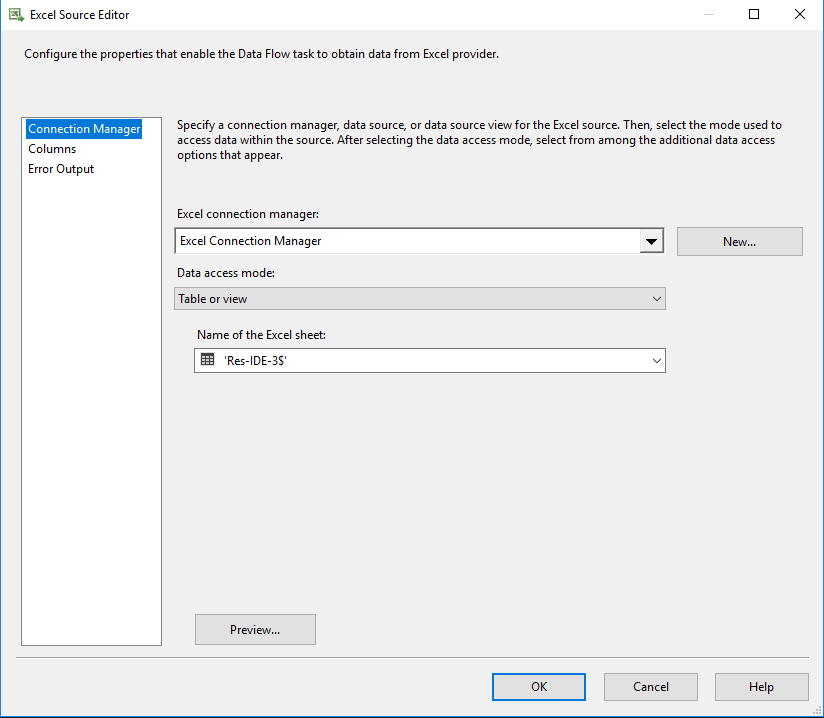 Excel Source Editor
Configure the properties that enable the Data Flow task to obtain data from Excel provider.
Connection Manager
Columns
Error Output
Specify a connection manager, data source, or data source view for the Excel source. Then, select the mode used to
access data within the source. After selecting the data access mode, select from among the additional data access
options that appear.
Excel connection manager:
Excel Connection Manager
New...
Data access mode:
Table or view
Name of the Excel sheet:
'Res-IDE-3$'
Preview...
OK
Cancel
Help